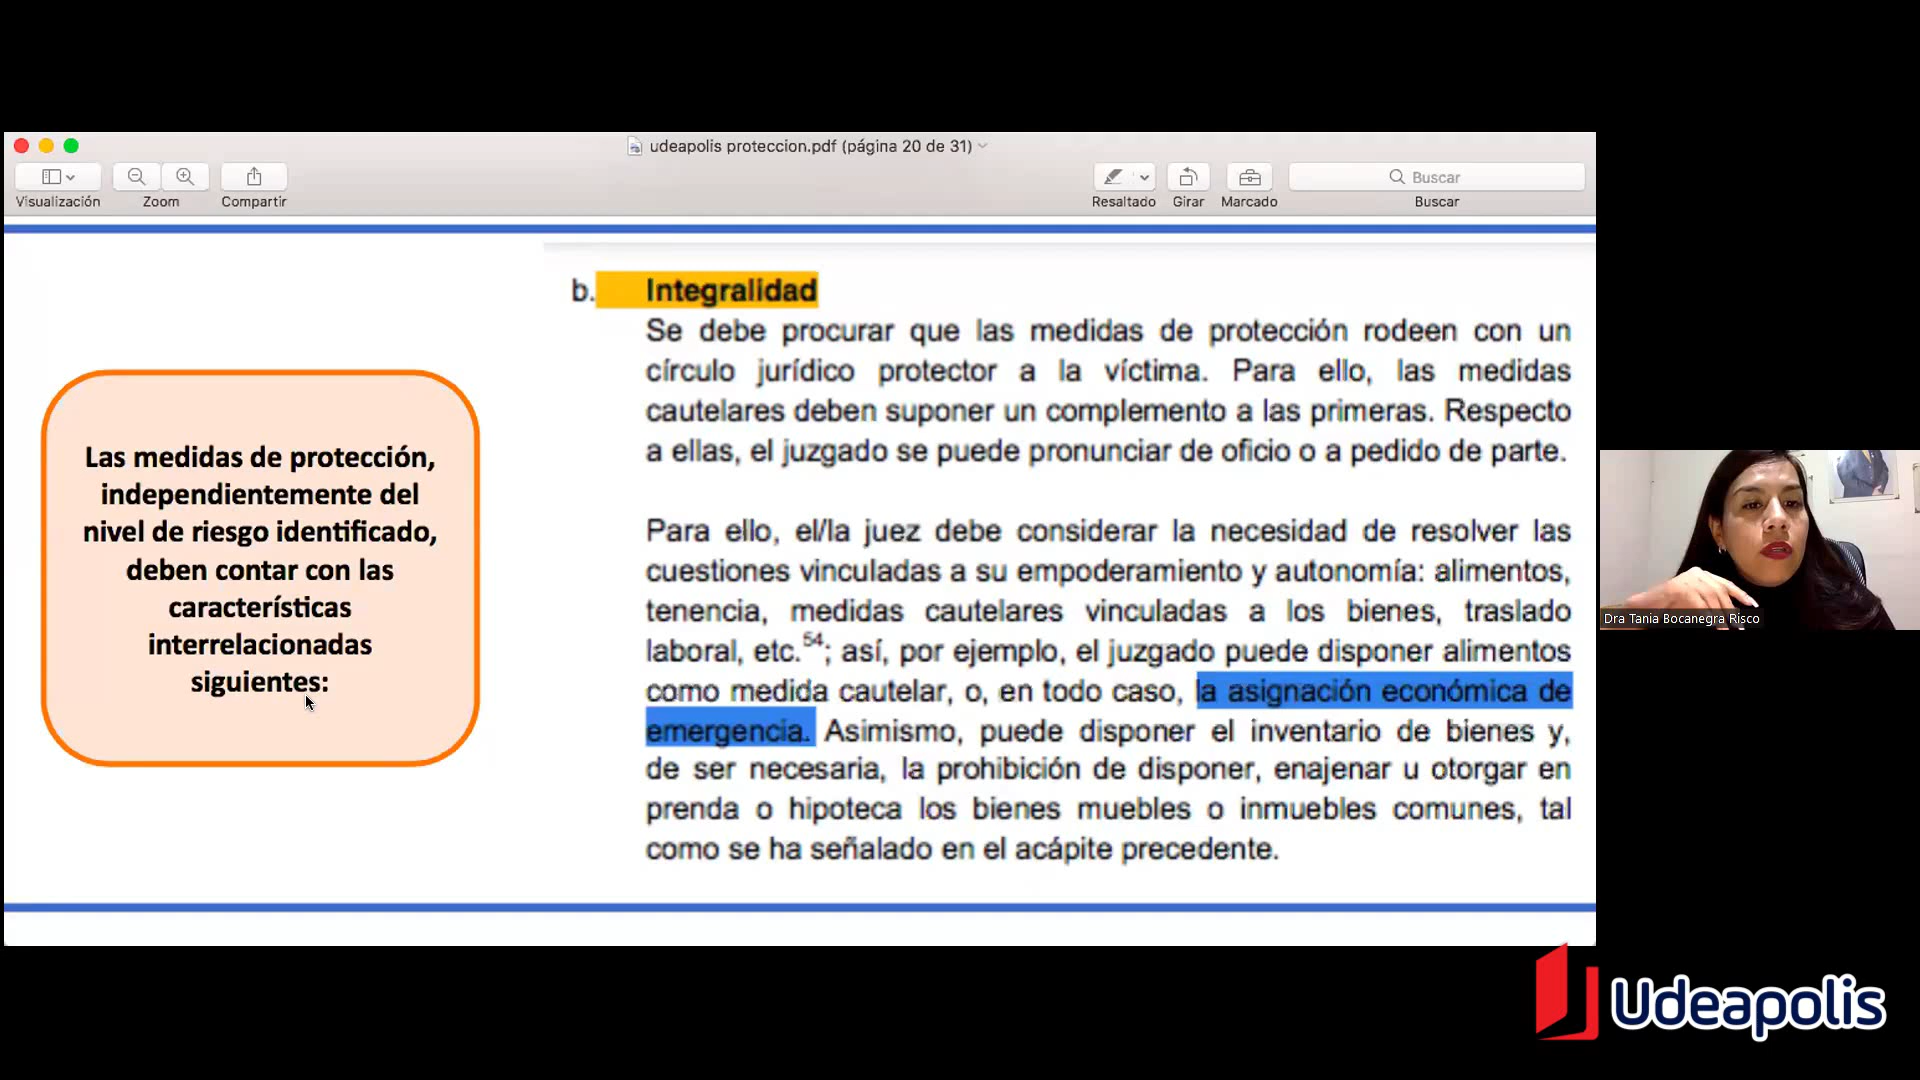 udeapolis proteccion.pdf (página 20 de 31)
Visualización
Zoom
Compartir
Resaltado
Girar
Marcado
Buscar
Buscar
Las medidas de protección,
independientemente del
nivel de riesgo identificado,
deben contar con las
características
interrelacionadas
siguientes:
b. Integralidad
Se debe procurar que las medidas de protección rodeen con un
círculo jurídico protector a la víctima. Para ello, las medidas
cautelares deben suponer un complemento a las primeras. Respecto
a ellas, el juzgado se puede pronunciar de oficio o a pedido de parte.
Para ello, el/la juez debe considerar la necesidad de resolver las
cuestiones vinculadas a su empoderamiento y autonomía: alimentos,
tenencia, medidas cautelares vinculadas a los bienes, traslado
laboral, etc.54; así, por ejemplo, el juzgado puede disponer alimentos
como medida cautelar, o, en todo caso, la asignación económica de
emergencia. Asimismo, puede disponer el inventario de bienes y,
de ser necesaria, la prohibición de disponer, enajenar u otorgar en
prenda o hipoteca los bienes muebles o inmuebles comunes, tal
como se ha señalado en el acápite precedente.
Dra Tania Bocanegra Risco
Udeapolis